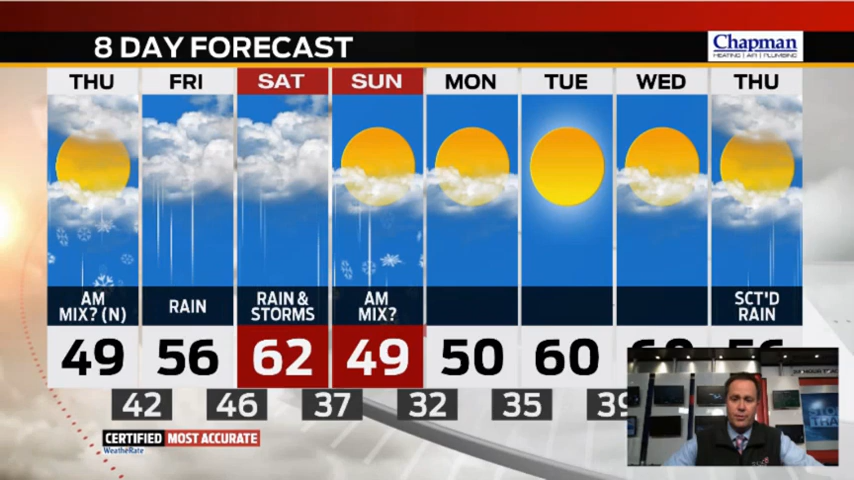 8 DAY FORECAST
Chapman
HEATING | AIR | PLUMBING
THU FRI SAT SUN MON TUE WED THU
AM MIX? (N)
RAIN
RAIN & STORMS
AM MIX?
SCT'D RAIN
49 56 62 49 50 60
42 46 37 32 35
CERTIFIED MOST ACCURATE
WeatheRate